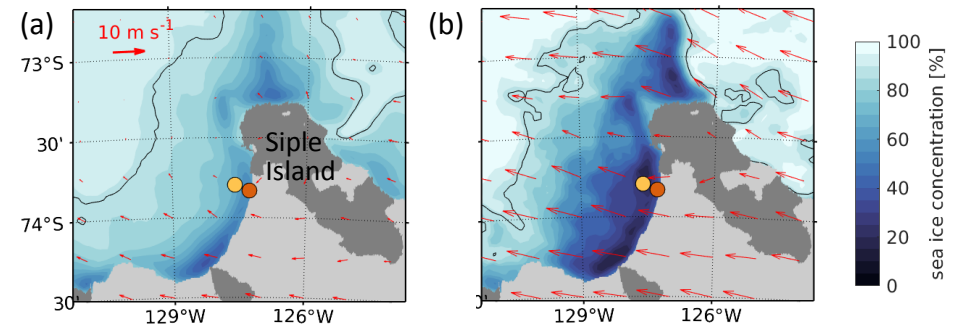 (a)
10 m s⁻¹
73°S
30'
74°S
30
129°W
126°W
Siple
Island
(b)
129°W
126°W
100
80
60
40
20
0
sea ice concentration [%]